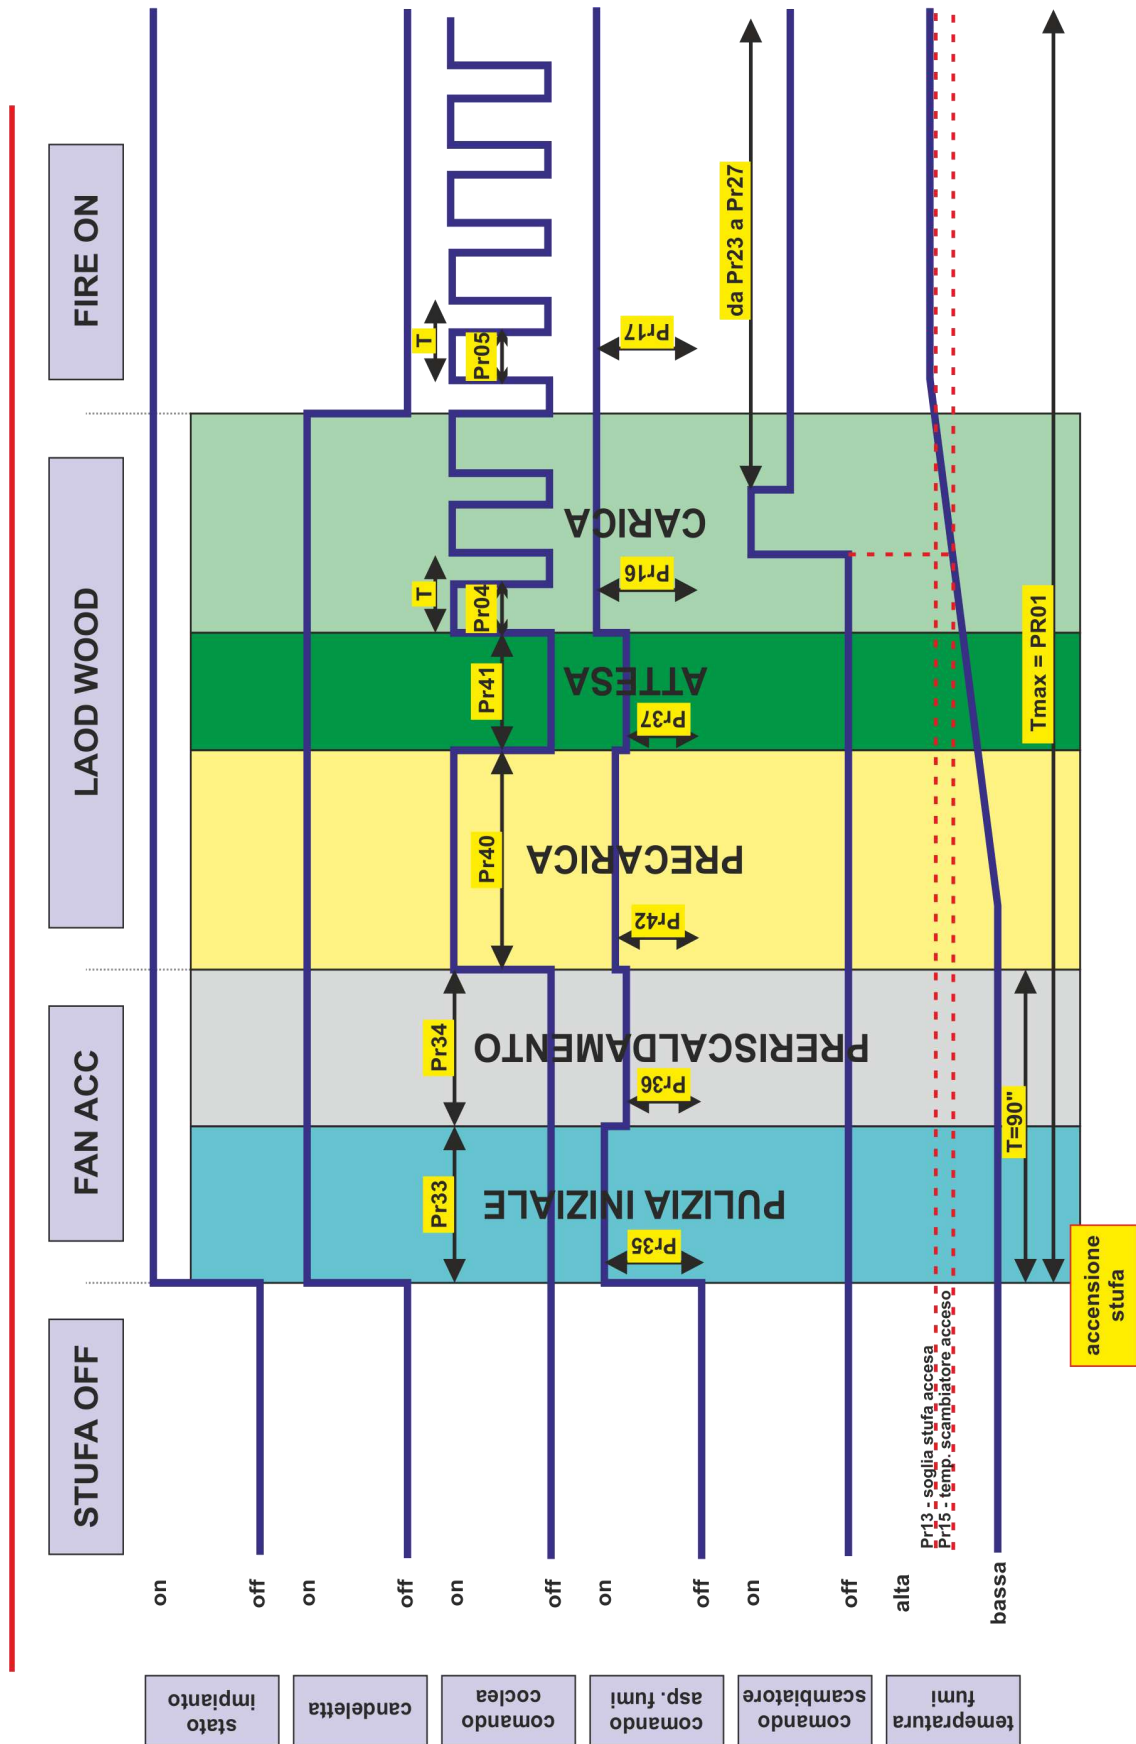 STUFA OFF
FAN ACC
LAOD WOOD
FIRE ON
stato
impianto
on
off
candeletta
on
off
comando
coclea
on
off
Pr33
Pr34
Pr40
Pr41
Pr04
T
Pr05
T
PULIZIA INIZIALE
PRERISCALDAMENTO
PRECARICA
ATTESA
CARICA
comando
asp. fumi
on
off
Pr35
Pr36
Pr42
Pr37
Pr16
Pr17
comando
scambiatore
on
off
da Pr23 a Pr27
temepratura
fumi
alta
bassa
Pr13 - soglia stufa accesa
Pr15 - temp. scambiatore acceso
T=90"
Tmax = PR01
accensione
stufa